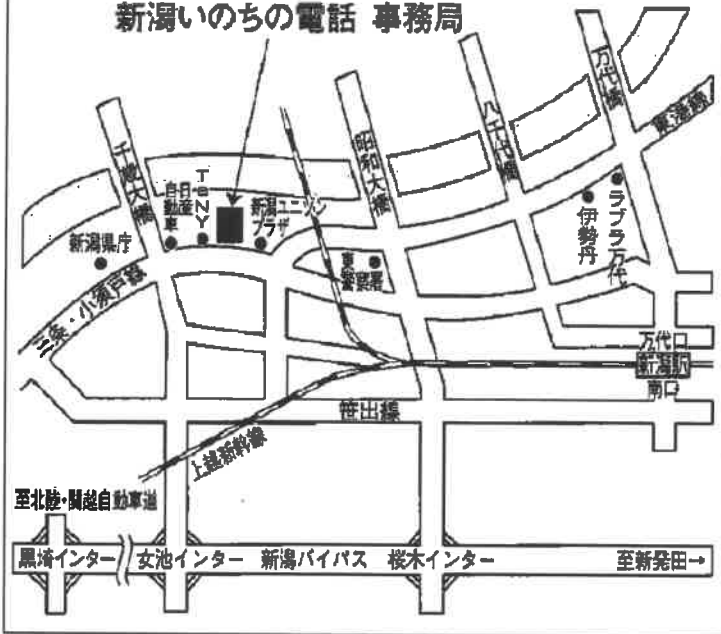 新潟いのちの電話 事務局
万代橋
東港線
八千代橋
昭和大橋
千歳大橋
日産
自動車
TeNY
新潟ユニゾン
プラザ
新潟県庁
東
警察署
伊勢丹
ラブラ万代
三条・小須戸線
万代口
新潟駅
南口
笹出線
上越新幹線
至北陸・関越自動車道
黒埼インター
女池インター
新潟バイパス
桜木インター
至新発田→